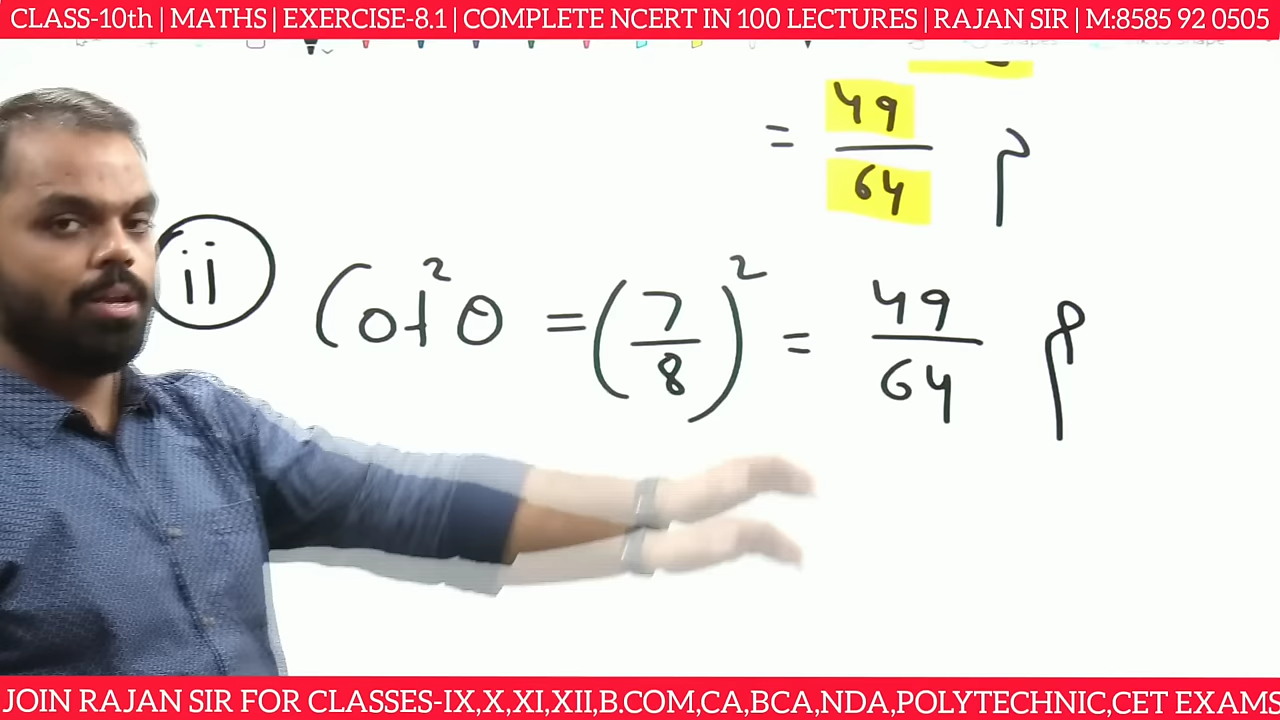 CLASS-10th | MATHS | EXERCISE-8.1 | COMPLETE NCERT IN 100 LECTURES | RAJAN SIR | M:8585 92 0505
= 49/64
ii Cot²θ = (7/8)² = 49/64
JOIN RAJAN SIR FOR CLASSES-IX,X,XI,XII,B.COM,CA,BCA,NDA,POLYTECHNIC,CET EXAMS